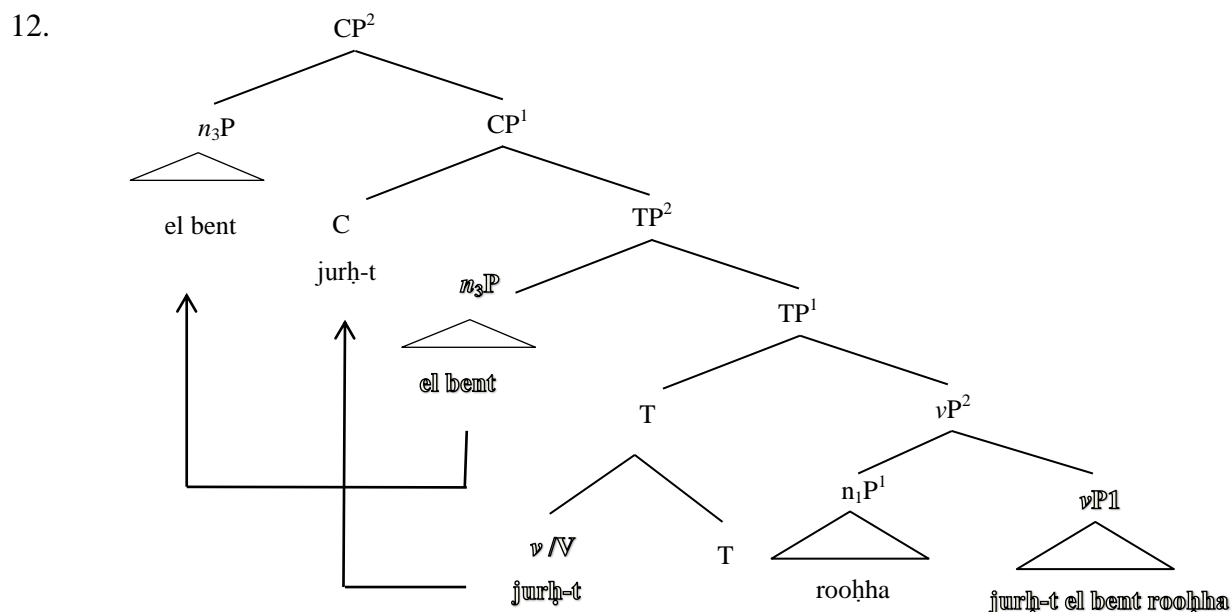 12.
CP²
n₃P CP¹
el bent C TP²
jurḥ-t n₃P TP¹
el bent
T vP²
n₁P¹ vP1
v /V T
jurḥ-t rooḥha jurḥ-t el bent rooḥha